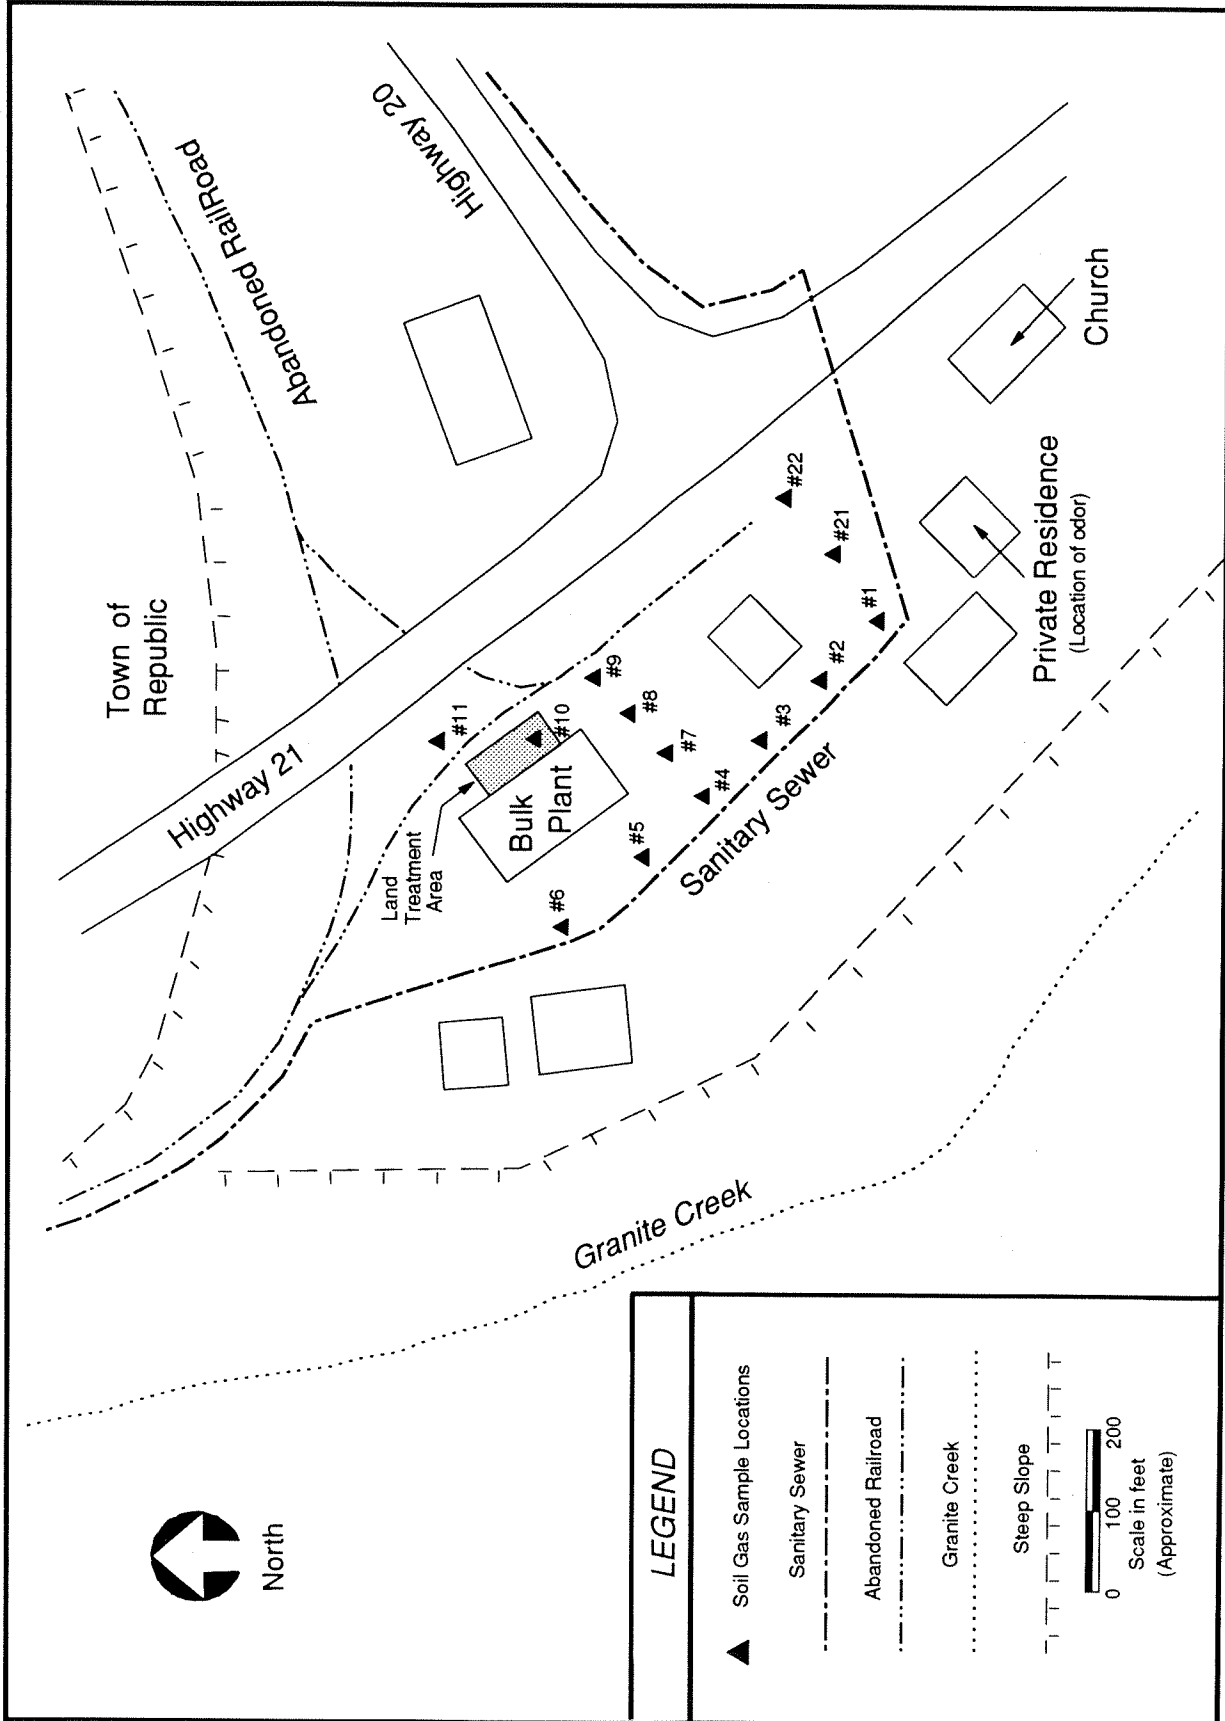 Town of
Republic
Abandoned RailRoad
Highway 20
Highway 21
Land
Treatment
Area
Bulk
Plant
#11
#10
#9
#8
#7
#6
#5
#4
#3
#2
#1
#21
#22
Sanitary Sewer
Church
Private Residence
(Location of odor)
Granite Creek
North
LEGEND
Soil Gas Sample Locations
Sanitary Sewer
Abandoned Railroad
Granite Creek
Steep Slope
0 100 200
Scale in feet
(Approximate)